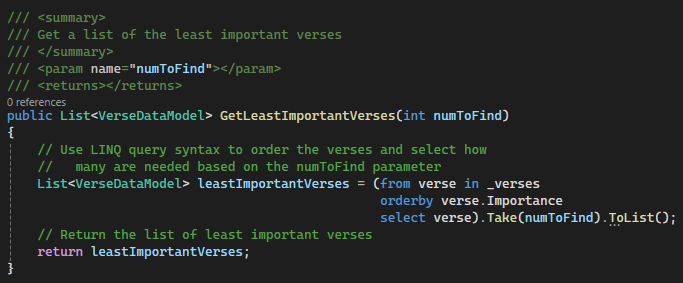 /// <summary>
/// Get a list of the least important verses
/// </summary>
/// <param name="numToFind"></param>
/// <returns></returns>
0 references
public List<VerseDataModel> GetLeastImportantVerses(int numToFind)
{
    // Use LINQ query syntax to order the verses and select how
    //   many are needed based on the numToFind parameter
    List<VerseDataModel> leastImportantVerses = (from verse in _verses
                                                 orderby verse.Importance
                                                 select verse).Take(numToFind).ToList();
    // Return the list of least important verses
    return leastImportantVerses;
}